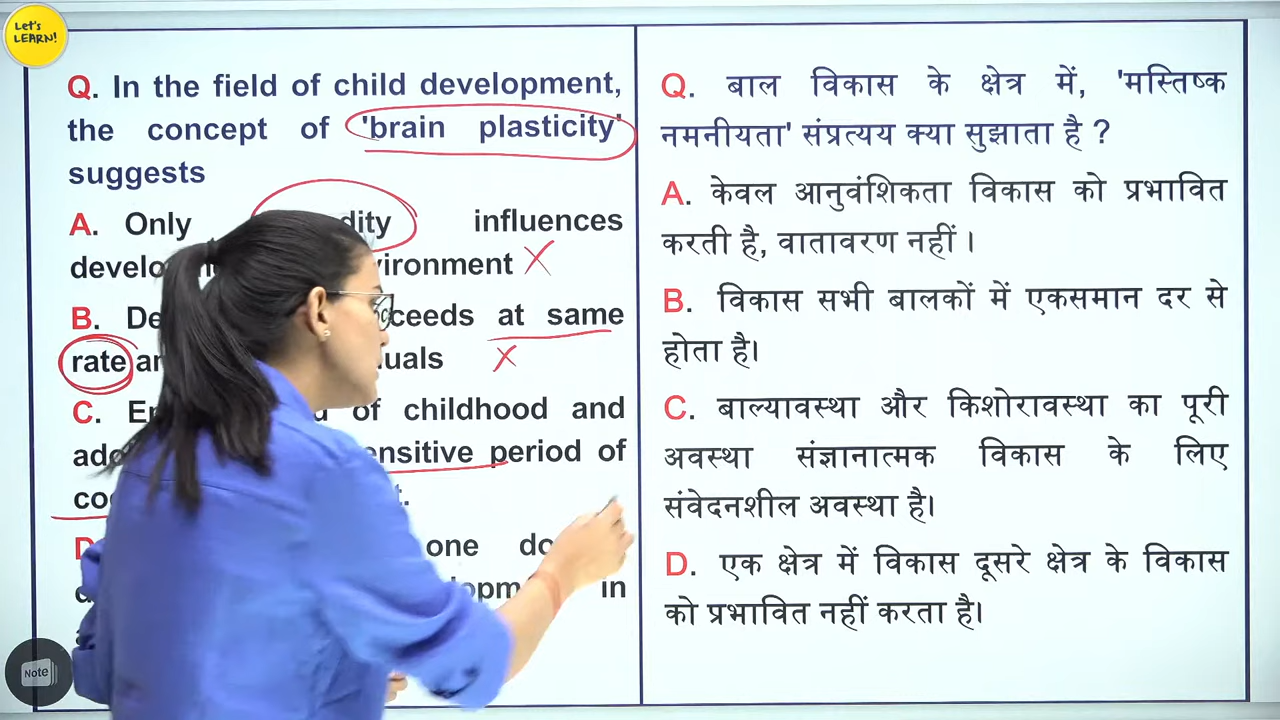 Let's
LEARN!
Q. In the field of child development,
the concept of 'brain plasticity'
suggests
A. Only influences
environment
B. at same
rate
C. of childhood and
sensitive period of
D. one
in
Q. बाल विकास के क्षेत्र में, 'मस्तिष्क
नमनीयता' संप्रत्यय क्या सुझाता है ?
A. केवल आनुवंशिकता विकास को प्रभावित
करती है, वातावरण नहीं ।
B. विकास सभी बालकों में एकसमान दर से
होता है।
C. बाल्यावस्था और किशोरावस्था का पूरी
अवस्था संज्ञानात्मक विकास के लिए
संवेदनशील अवस्था है।
D. एक क्षेत्र में विकास दूसरे क्षेत्र के विकास
को प्रभावित नहीं करता है।
Note